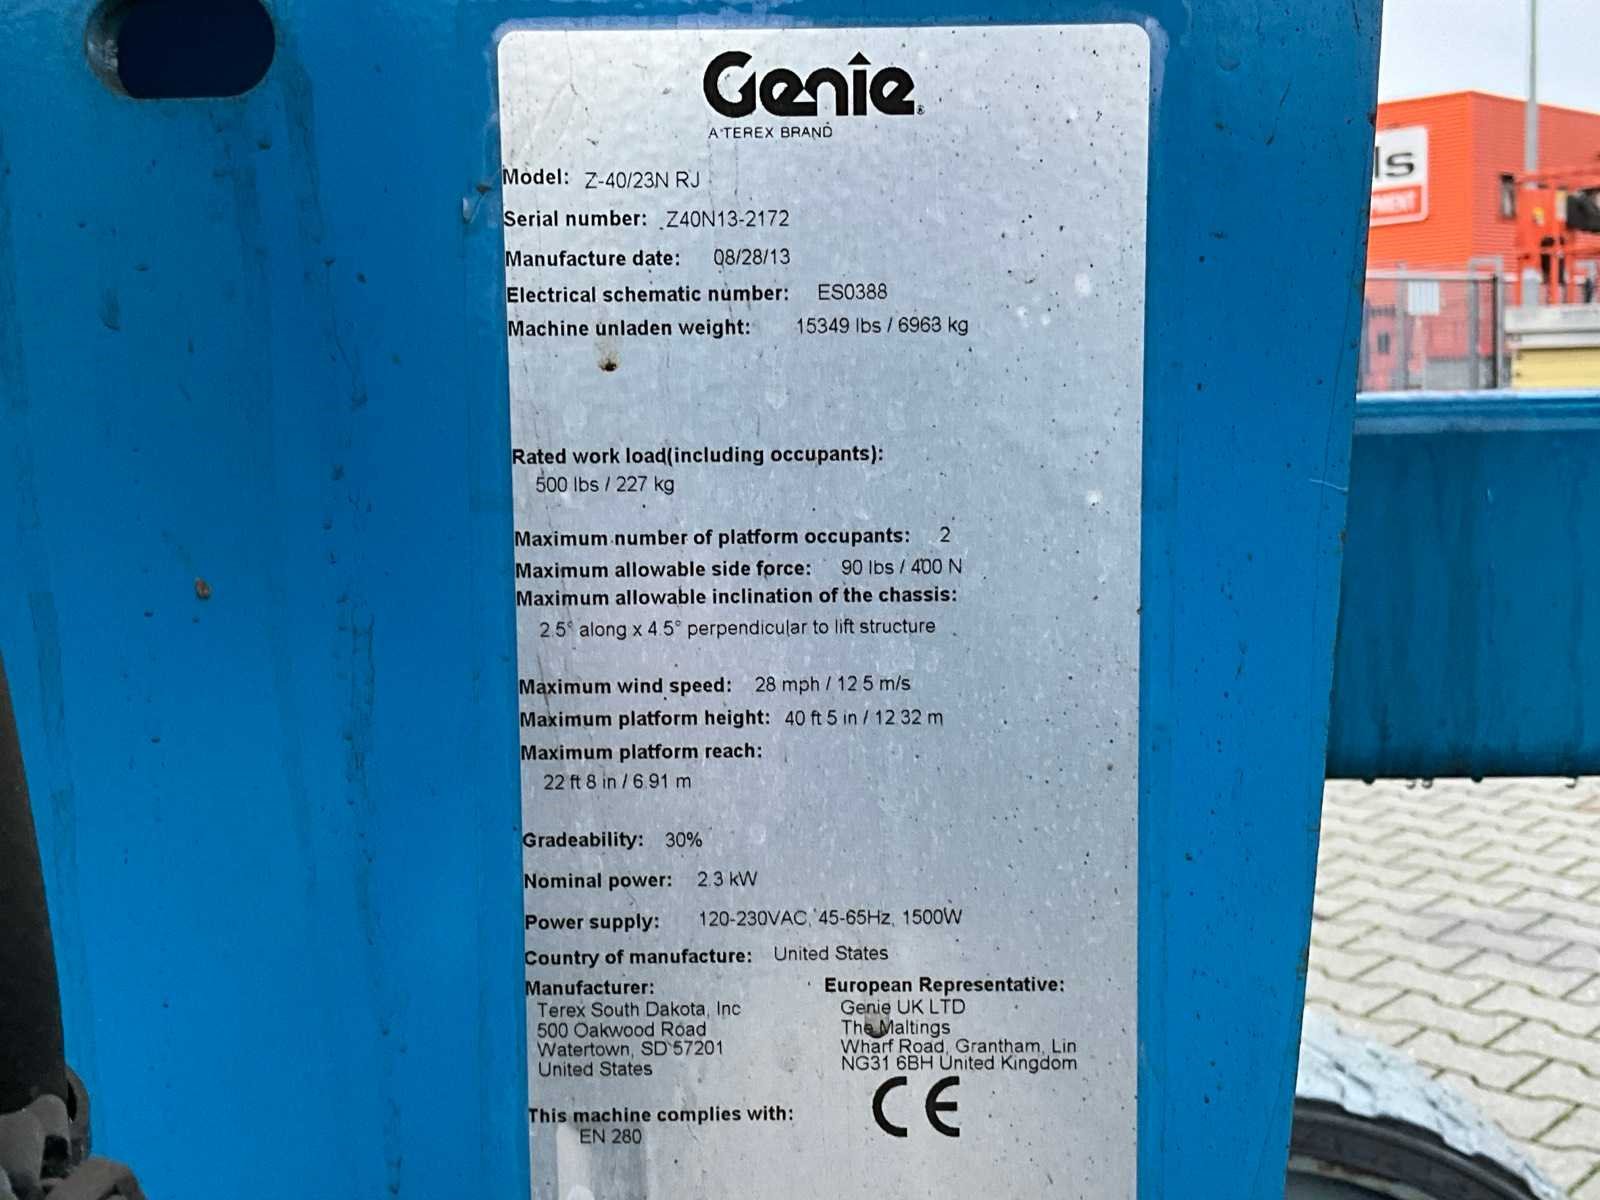 Genie®
A TEREX BRAND
Model: Z-40/23N RJ
Serial number: Z40N13-2172
Manufacture date: 08/28/13
Electrical schematic number: ES0388
Machine unladen weight: 15349 lbs / 6963 kg
Rated work load(including occupants):
500 lbs / 227 kg
Maximum number of platform occupants: 2
Maximum allowable side force: 90 lbs / 400 N
Maximum allowable inclination of the chassis:
2.5° along x 4.5° perpendicular to lift structure
Maximum wind speed: 28 mph / 12.5 m/s
Maximum platform height: 40 ft 5 in / 12.32 m
Maximum platform reach:
22 ft 8 in / 6.91 m
Gradeability: 30%
Nominal power: 2.3 kW
Power supply: 120-230VAC, 45-65Hz, 1500W
Country of manufacture: United States
Manufacturer:
Terex South Dakota, Inc
500 Oakwood Road
Watertown, SD 57201
United States
European Representative:
Genie UK LTD
The Maltings
Wharf Road, Grantham, Lin
NG31 6BH United Kingdom
This machine complies with:
EN 280
CE
ls